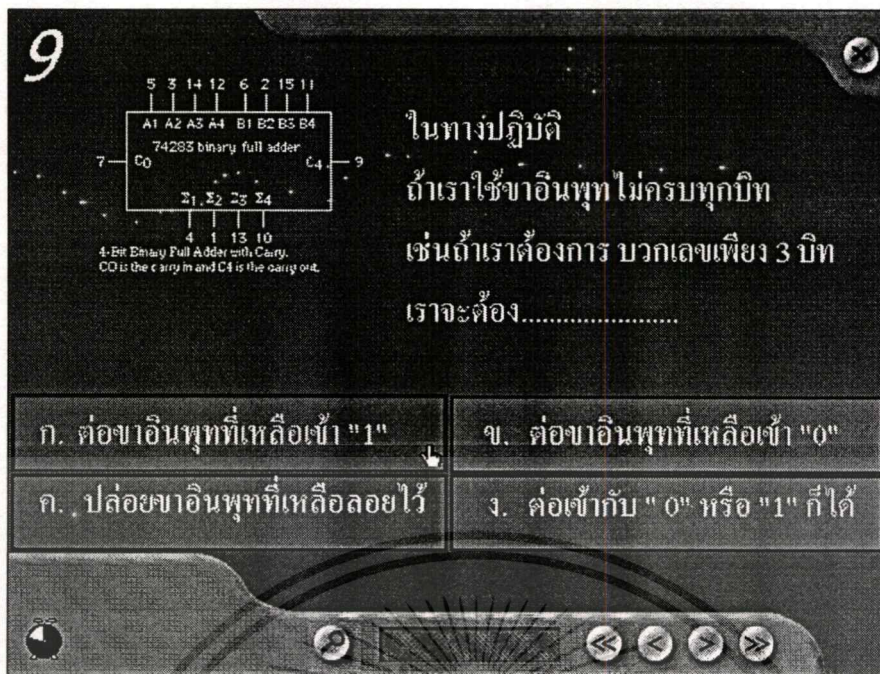 9
5 3 14 12 6 2 15 11
A1 A2 A3 A4 B1 B2 B3 B4
74283 binary full adder
7 C0 C4 9
Σ1 Σ2 Σ3 Σ4
4 1 13 10
4-Bit Binary Full Adder with Carry.
CO is the carry in and C4 is the carry out.
ในทางปฏิบัติ
ถ้าเราใช้ขาอินพุทไม่ครบทุกบิท
เช่นถ้าเราต้องการ บวกเลขเพียง 3 บิท
เราจะต้อง.......................
ก. ต่อขาอินพุทที่เหลือเข้า "1"
ข. ต่อขาอินพุทที่เหลือเข้า "0"
ค. ปล่อยขาอินพุทที่เหลือลอยไว้
ง. ต่อเข้ากับ " 0" หรือ "1" ก็ได้